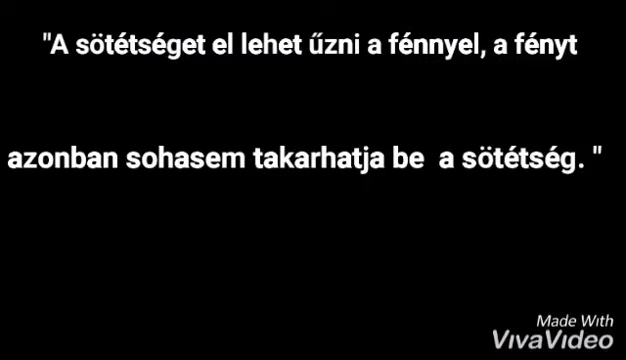 "A sötétséget el lehet űzni a fénnyel, a fényt
azonban sohasem takarhatja be a sötétség. "
Made With
VivaVideo